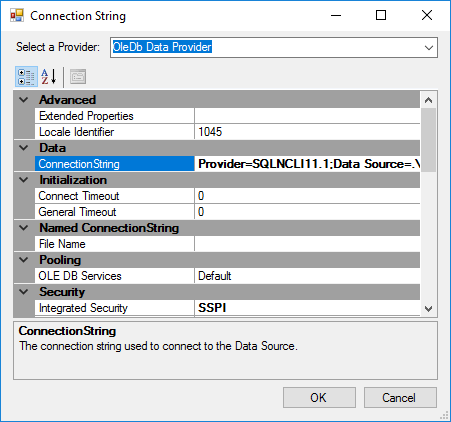 Connection String
Select a Provider: OleDb Data Provider
Advanced
Extended Properties
Locale Identifier 1045
Data
ConnectionString Provider=SQLNCLI11.1;Data Source=.\
Initialization
Connect Timeout 0
General Timeout 0
Named ConnectionString
File Name
Pooling
OLE DB Services Default
Security
Integrated Security SSPI
ConnectionString
The connection string used to connect to the Data Source.
OK Cancel